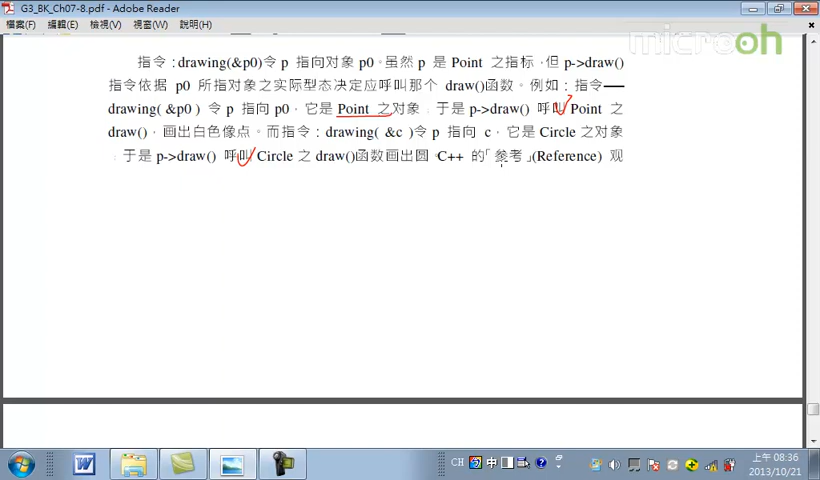 G3_BK_Ch07-8.pdf - Adobe Reader
檔案(F) 編輯(E) 檢視(V) 視窗(W) 說明(H)
microoh
指令：drawing(&p0)令 p 指向对象 p0。虽然 p 是 Point 之指标，但 p->draw()
指令依据 p0 所指对象之实际型态决定应呼叫那个 draw()函数。例如：指令──
drawing( &p0 ) 令 p 指向 p0，它是 Point 之对象，于是 p->draw() 呼叫 Point 之
draw()，画出白色像点。而指令：drawing( &c )令 p 指向 c，它是 Circle 之对象
，于是 p->draw() 呼叫 Circle 之 draw()函数画出圆。C++ 的「参考」(Reference) 观
CH 中
上午 08:36
2013/10/21